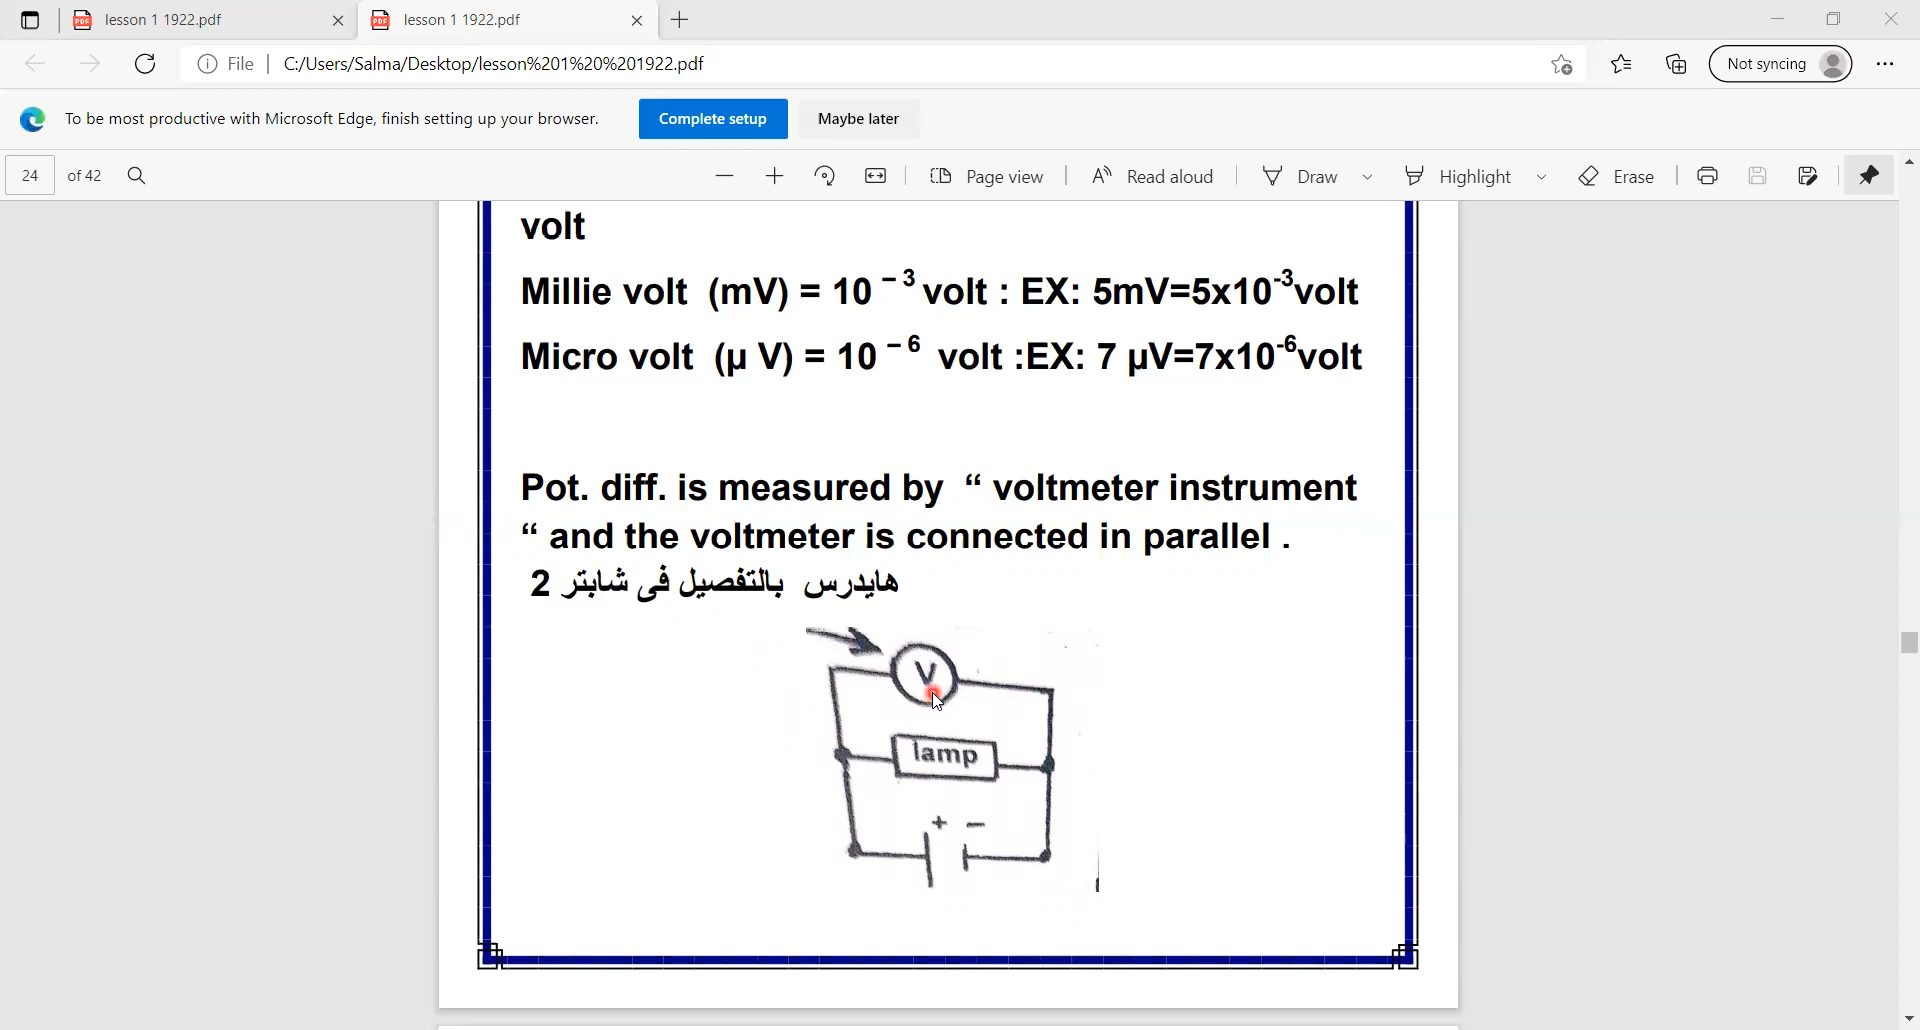 lesson 1 1922.pdf
lesson 1 1922.pdf
File
C:/Users/Salma/Desktop/lesson%201%20%201922.pdf
Not syncing
To be most productive with Microsoft Edge, finish setting up your browser.
Complete setup
Maybe later
24 of 42
Page view
Read aloud
Draw
Highlight
Erase
volt
Millie volt (mV) = 10 ⁻ ³ volt : EX: 5mV=5x10⁻³volt
Micro volt (µ V) = 10 ⁻ ⁶ volt :EX: 7 µV=7x10⁻⁶volt
Pot. diff. is measured by “ voltmeter instrument
“ and the voltmeter is connected in parallel .
هايدرس بالتفصيل فى شابتر 2
V
lamp
+ −